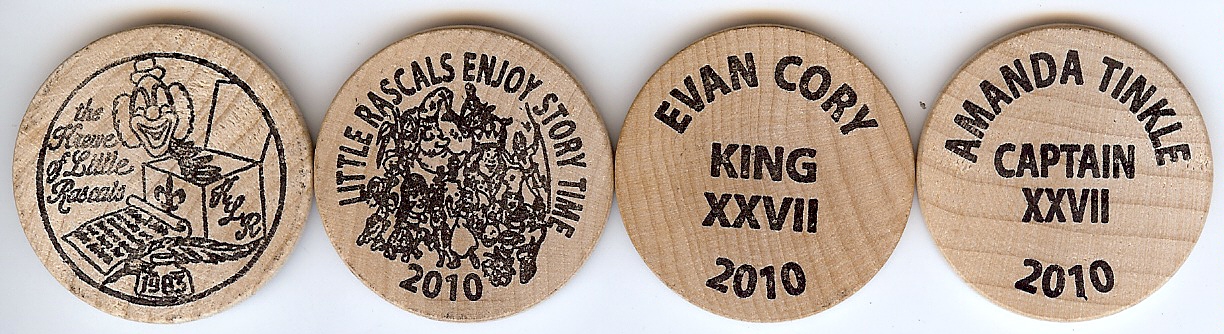 the
Krewe
of Little
Rascals
KLR
1983
LITTLE RASCALS ENJOY STORY TIME
2010
EVAN CORY
KING
XXVII
2010
AMANDA TINKLE
CAPTAIN
XXVII
2010